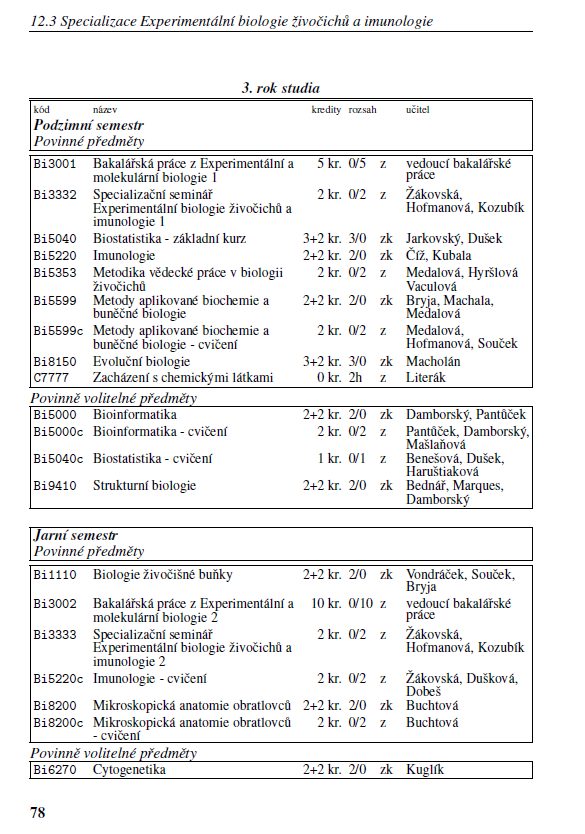 12.3 Specializace Experimentální biologie živočichů a imunologie
3. rok studia
kód název kredity rozsah učitel
Podzimní semestr
Povinné předměty
Bi3001 Bakalářská práce z Experimentální a 5 kr. 0/5 z vedoucí bakalářské
molekulární biologie 1 práce
Bi3332 Specializační seminář 2 kr. 0/2 z Žákovská,
Experimentální biologie živočichů a Hofmanová, Kozubík
imunologie 1
Bi5040 Biostatistika - základní kurz 3+2 kr. 3/0 zk Jarkovský, Dušek
Bi5220 Imunologie 2+2 kr. 2/0 zk Číž, Kubala
Bi5353 Metodika vědecké práce v biologii 2 kr. 0/2 z Medalová, Hyršlová
živočichů Vaculová
Bi5599 Metody aplikované biochemie a 2+2 kr. 2/0 zk Bryja, Machala,
buněčné biologie Medalová
Bi5599c Metody aplikované biochemie a 2 kr. 0/2 z Medalová,
buněčné biologie - cvičení Hofmanová, Souček
Bi8150 Evoluční biologie 3+2 kr. 3/0 zk Macholán
C7777 Zacházení s chemickými látkami 0 kr. 2h z Literák
Povinně volitelné předměty
Bi5000 Bioinformatika 2+2 kr. 2/0 zk Damborský, Pantůček
Bi5000c Bioinformatika - cvičení 2 kr. 0/2 z Pantůček, Damborský,
Mašlaňová
Bi5040c Biostatistika - cvičení 1 kr. 0/1 z Benešová, Dušek,
Haruštiaková
Bi9410 Strukturní biologie 2+2 kr. 2/0 zk Bednář, Marques,
Damborský
Jarní semestr
Povinné předměty
Bi1110 Biologie živočišné buňky 2+2 kr. 2/0 zk Vondráček, Souček,
Bryja
Bi3002 Bakalářská práce z Experimentální a 10 kr. 0/10 z vedoucí bakalářské
molekulární biologie 2 práce
Bi3333 Specializační seminář 2 kr. 0/2 z Žákovská,
Experimentální biologie živočichů a Hofmanová, Kozubík
imunologie 2
Bi5220c Imunologie - cvičení 2 kr. 0/2 z Žákovská, Dušková,
Dobeš
Bi8200 Mikroskopická anatomie obratlovců 2+2 kr. 2/0 zk Buchtová
Bi8200c Mikroskopická anatomie obratlovců 2 kr. 0/2 z Buchtová
- cvičení
Povinně volitelné předměty
Bi6270 Cytogenetika 2+2 kr. 2/0 zk Kuglík
78